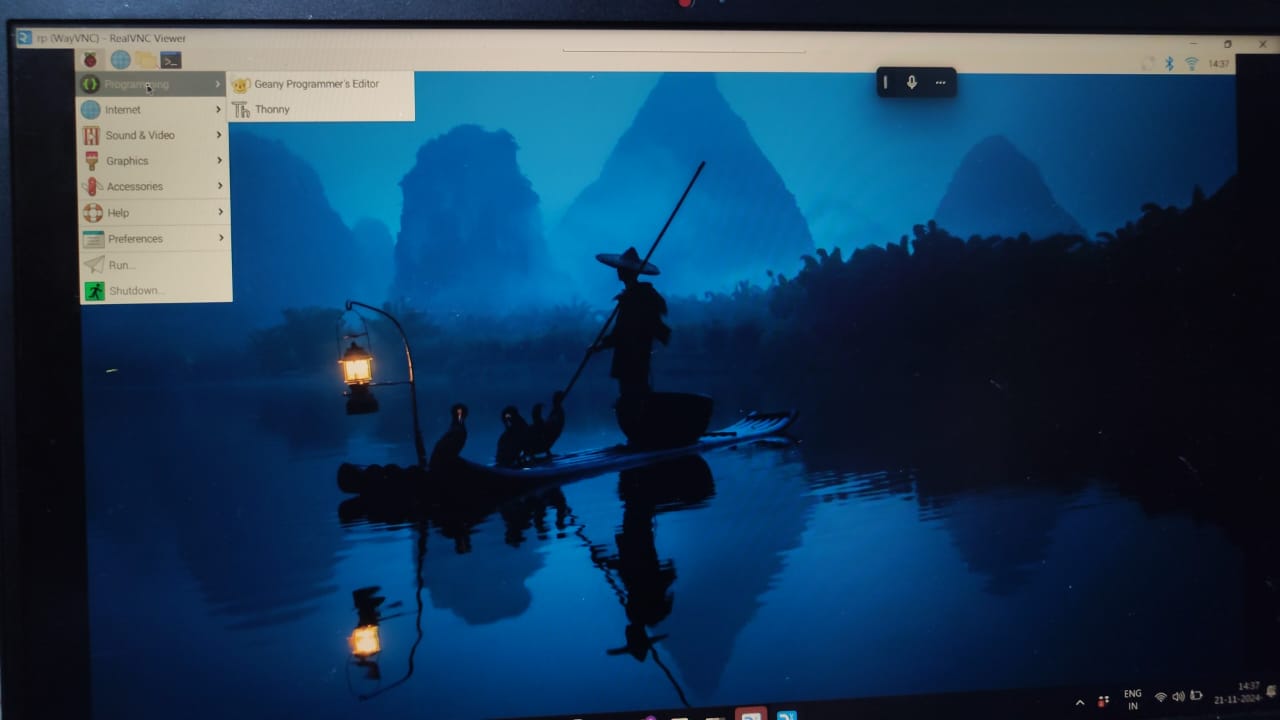 rp (WayVNC) - RealVNC Viewer
14:37
Programming
Geany Programmer's Editor
Internet
Thonny
Sound & Video
Graphics
Accessories
Help
Preferences
Run...
Shutdown...
ENG
IN
14:37
21-11-2024